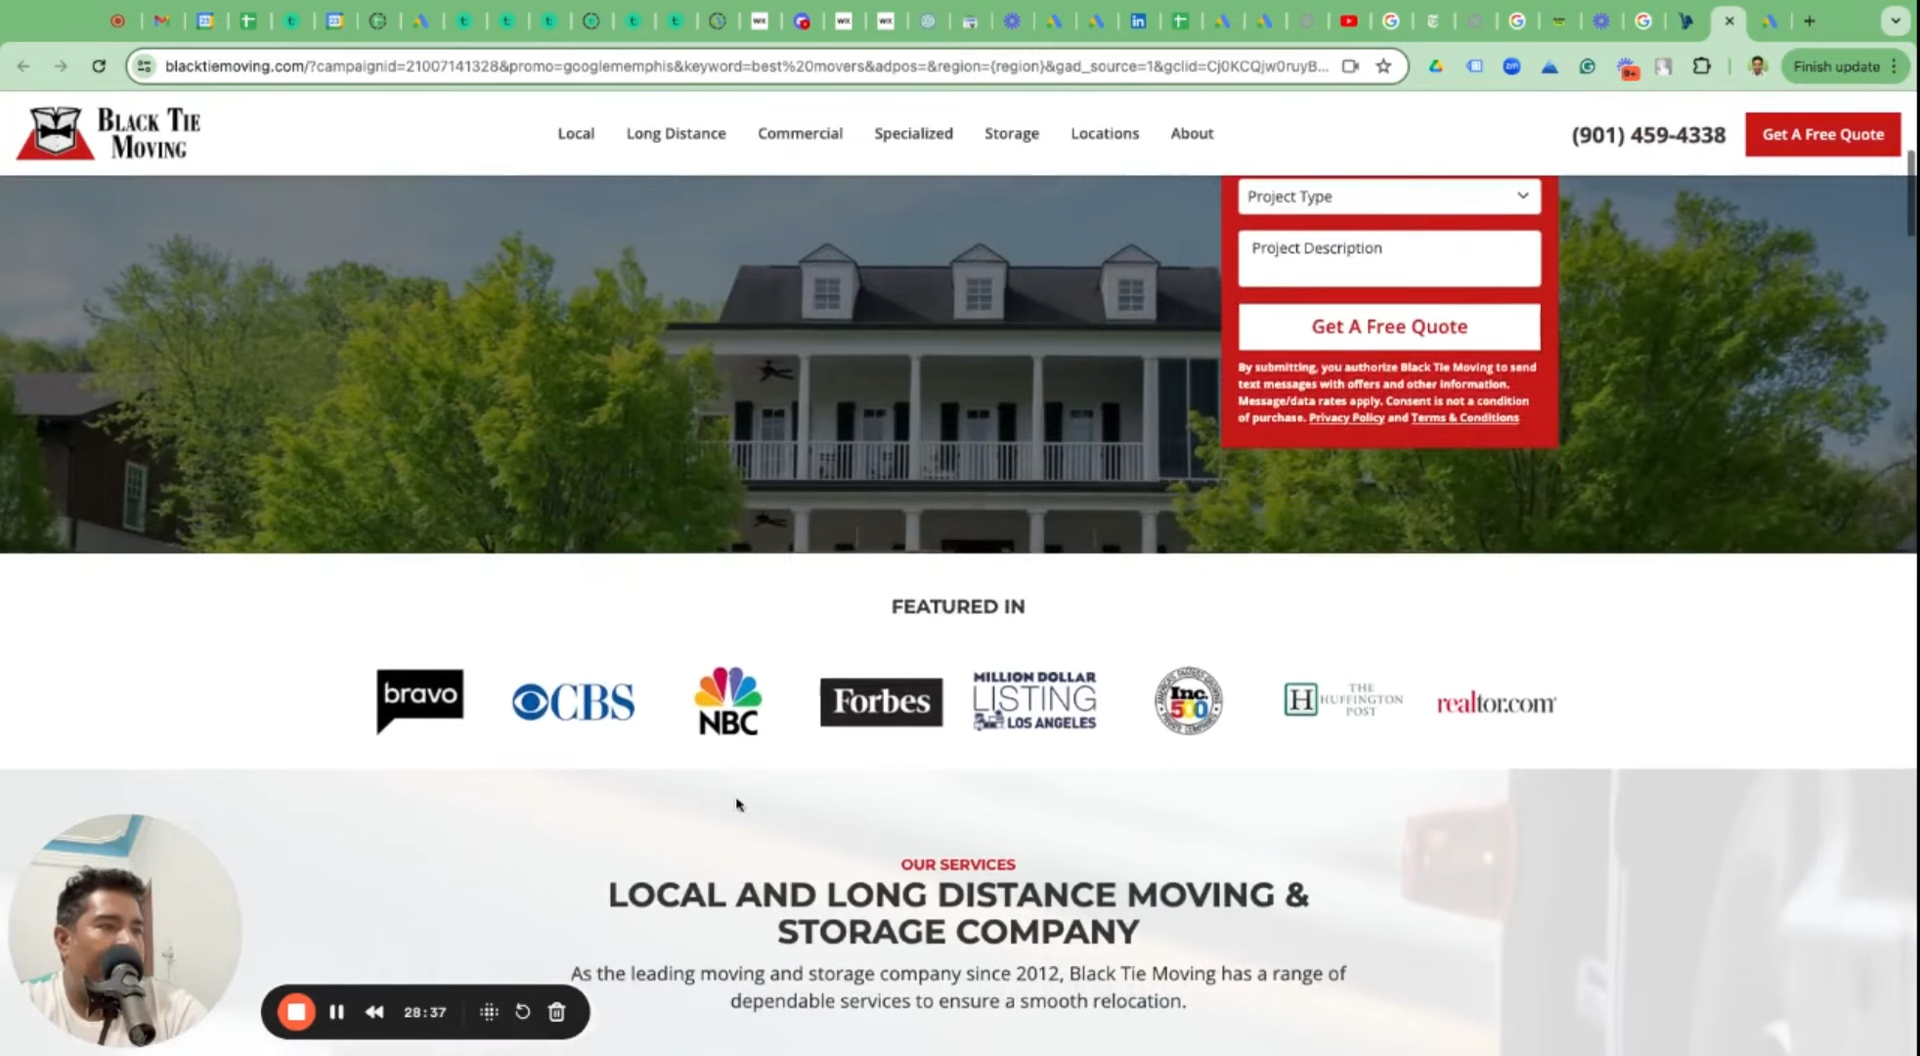 blacktiemoving.com/?campaignid=21007141328&promo=googlememphis&keyword=best%20movers&adpos=&region={region}&gad_source=1&gclid=Cj0KCQjw0ruyB...
Finish update
BLACK TIE
MOVING
Local
Long Distance
Commercial
Specialized
Storage
Locations
About
(901) 459-4338
Get A Free Quote
Project Type
Project Description
Get A Free Quote
By submitting, you authorize Black Tie Moving to send
text messages with offers and other information.
Message/data rates apply. Consent is not a condition
of purchase. Privacy Policy and Terms & Conditions
FEATURED IN
bravo
CBS
NBC
Forbes
MILLION DOLLAR
LISTING
LOS ANGELES
Inc.
500
H
THE
HUFFINGTON
POST
realtor.com
OUR SERVICES
LOCAL AND LONG DISTANCE MOVING &
STORAGE COMPANY
As the leading moving and storage company since 2012, Black Tie Moving has a range of
dependable services to ensure a smooth relocation.
28:37